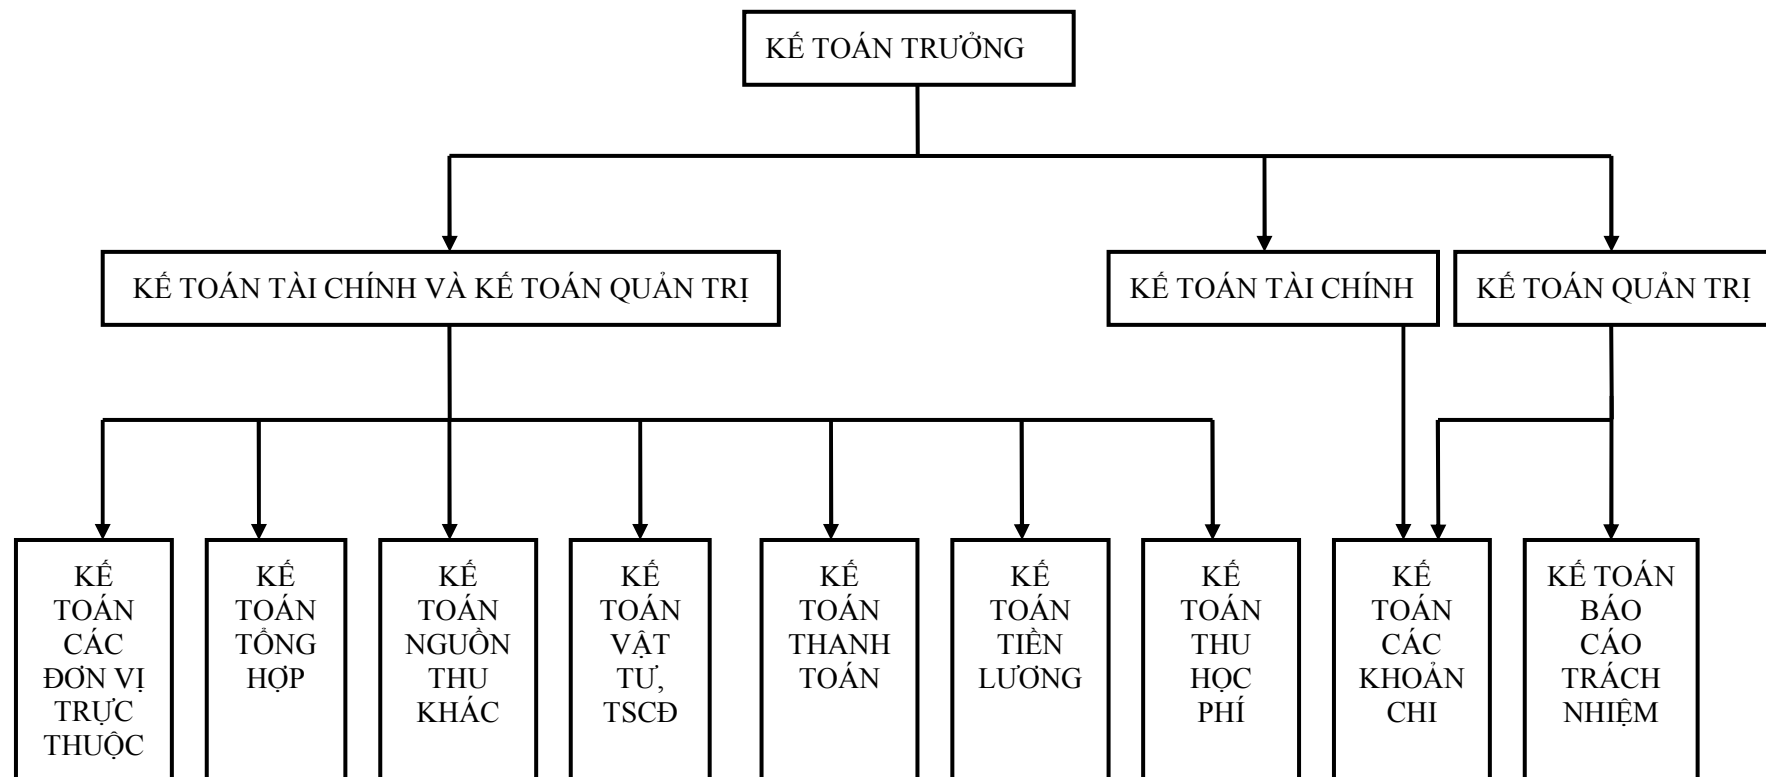 KẾ TOÁN TRƯỞNG
KẾ TOÁN TÀI CHÍNH VÀ KẾ TOÁN QUẢN TRỊ
KẾ TOÁN TÀI CHÍNH
KẾ TOÁN QUẢN TRỊ
KẾ
TOÁN
CÁC
ĐƠN VỊ
TRỰC
THUỘC
KẾ
TOÁN
TỔNG
HỢP
KẾ
TOÁN
NGUỒN
THU
KHÁC
KẾ
TOÁN
VẬT
TƯ,
TSCĐ
KẾ
TOÁN
THANH
TOÁN
KẾ
TOÁN
TIỀN
LƯƠNG
KẾ
TOÁN
THU
HỌC
PHÍ
KẾ
TOÁN
CÁC
KHOẢN
CHI
KẾ TOÁN
BÁO
CÁO
TRÁCH
NHIỆM